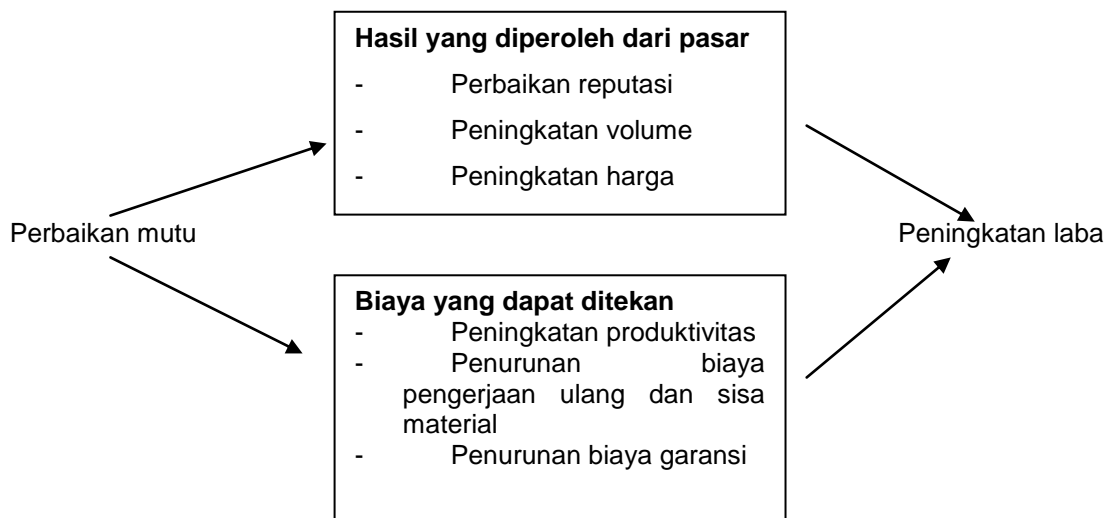 Hasil yang diperoleh dari pasar
- Perbaikan reputasi
- Peningkatan volume
- Peningkatan harga
Perbaikan mutu
Peningkatan laba
Biaya yang dapat ditekan
- Peningkatan produktivitas
- Penurunan biaya
pengerjaan ulang dan sisa
material
- Penurunan biaya garansi